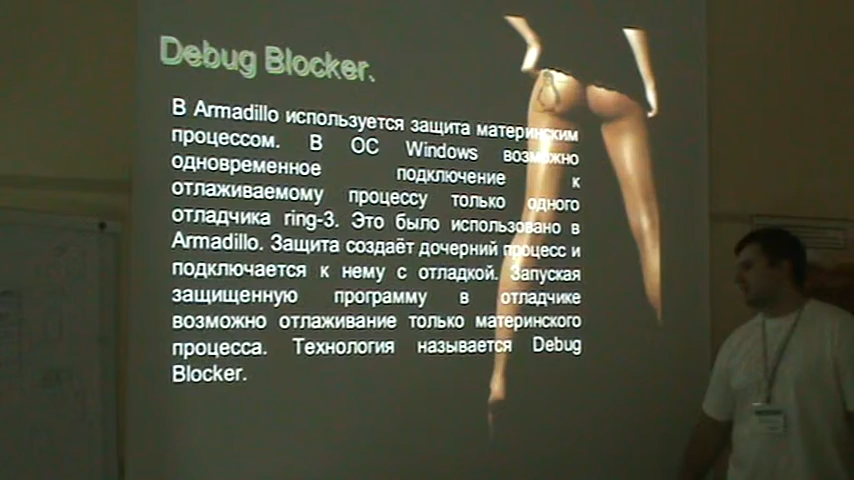 Debug Blocker.
В Armadillo используется защита материнским
процессом. В ОС Windows возможно
одновременное подключение к
отлаживаемому процессу только одного
отладчика ring-3. Это было использовано в
Armadillo. Защита создаёт дочерний процесс и
подключается к нему с отладкой. Запуская
защищенную программу в отладчике
возможно отлаживание только материнского
процесса. Технология называется Debug
Blocker.